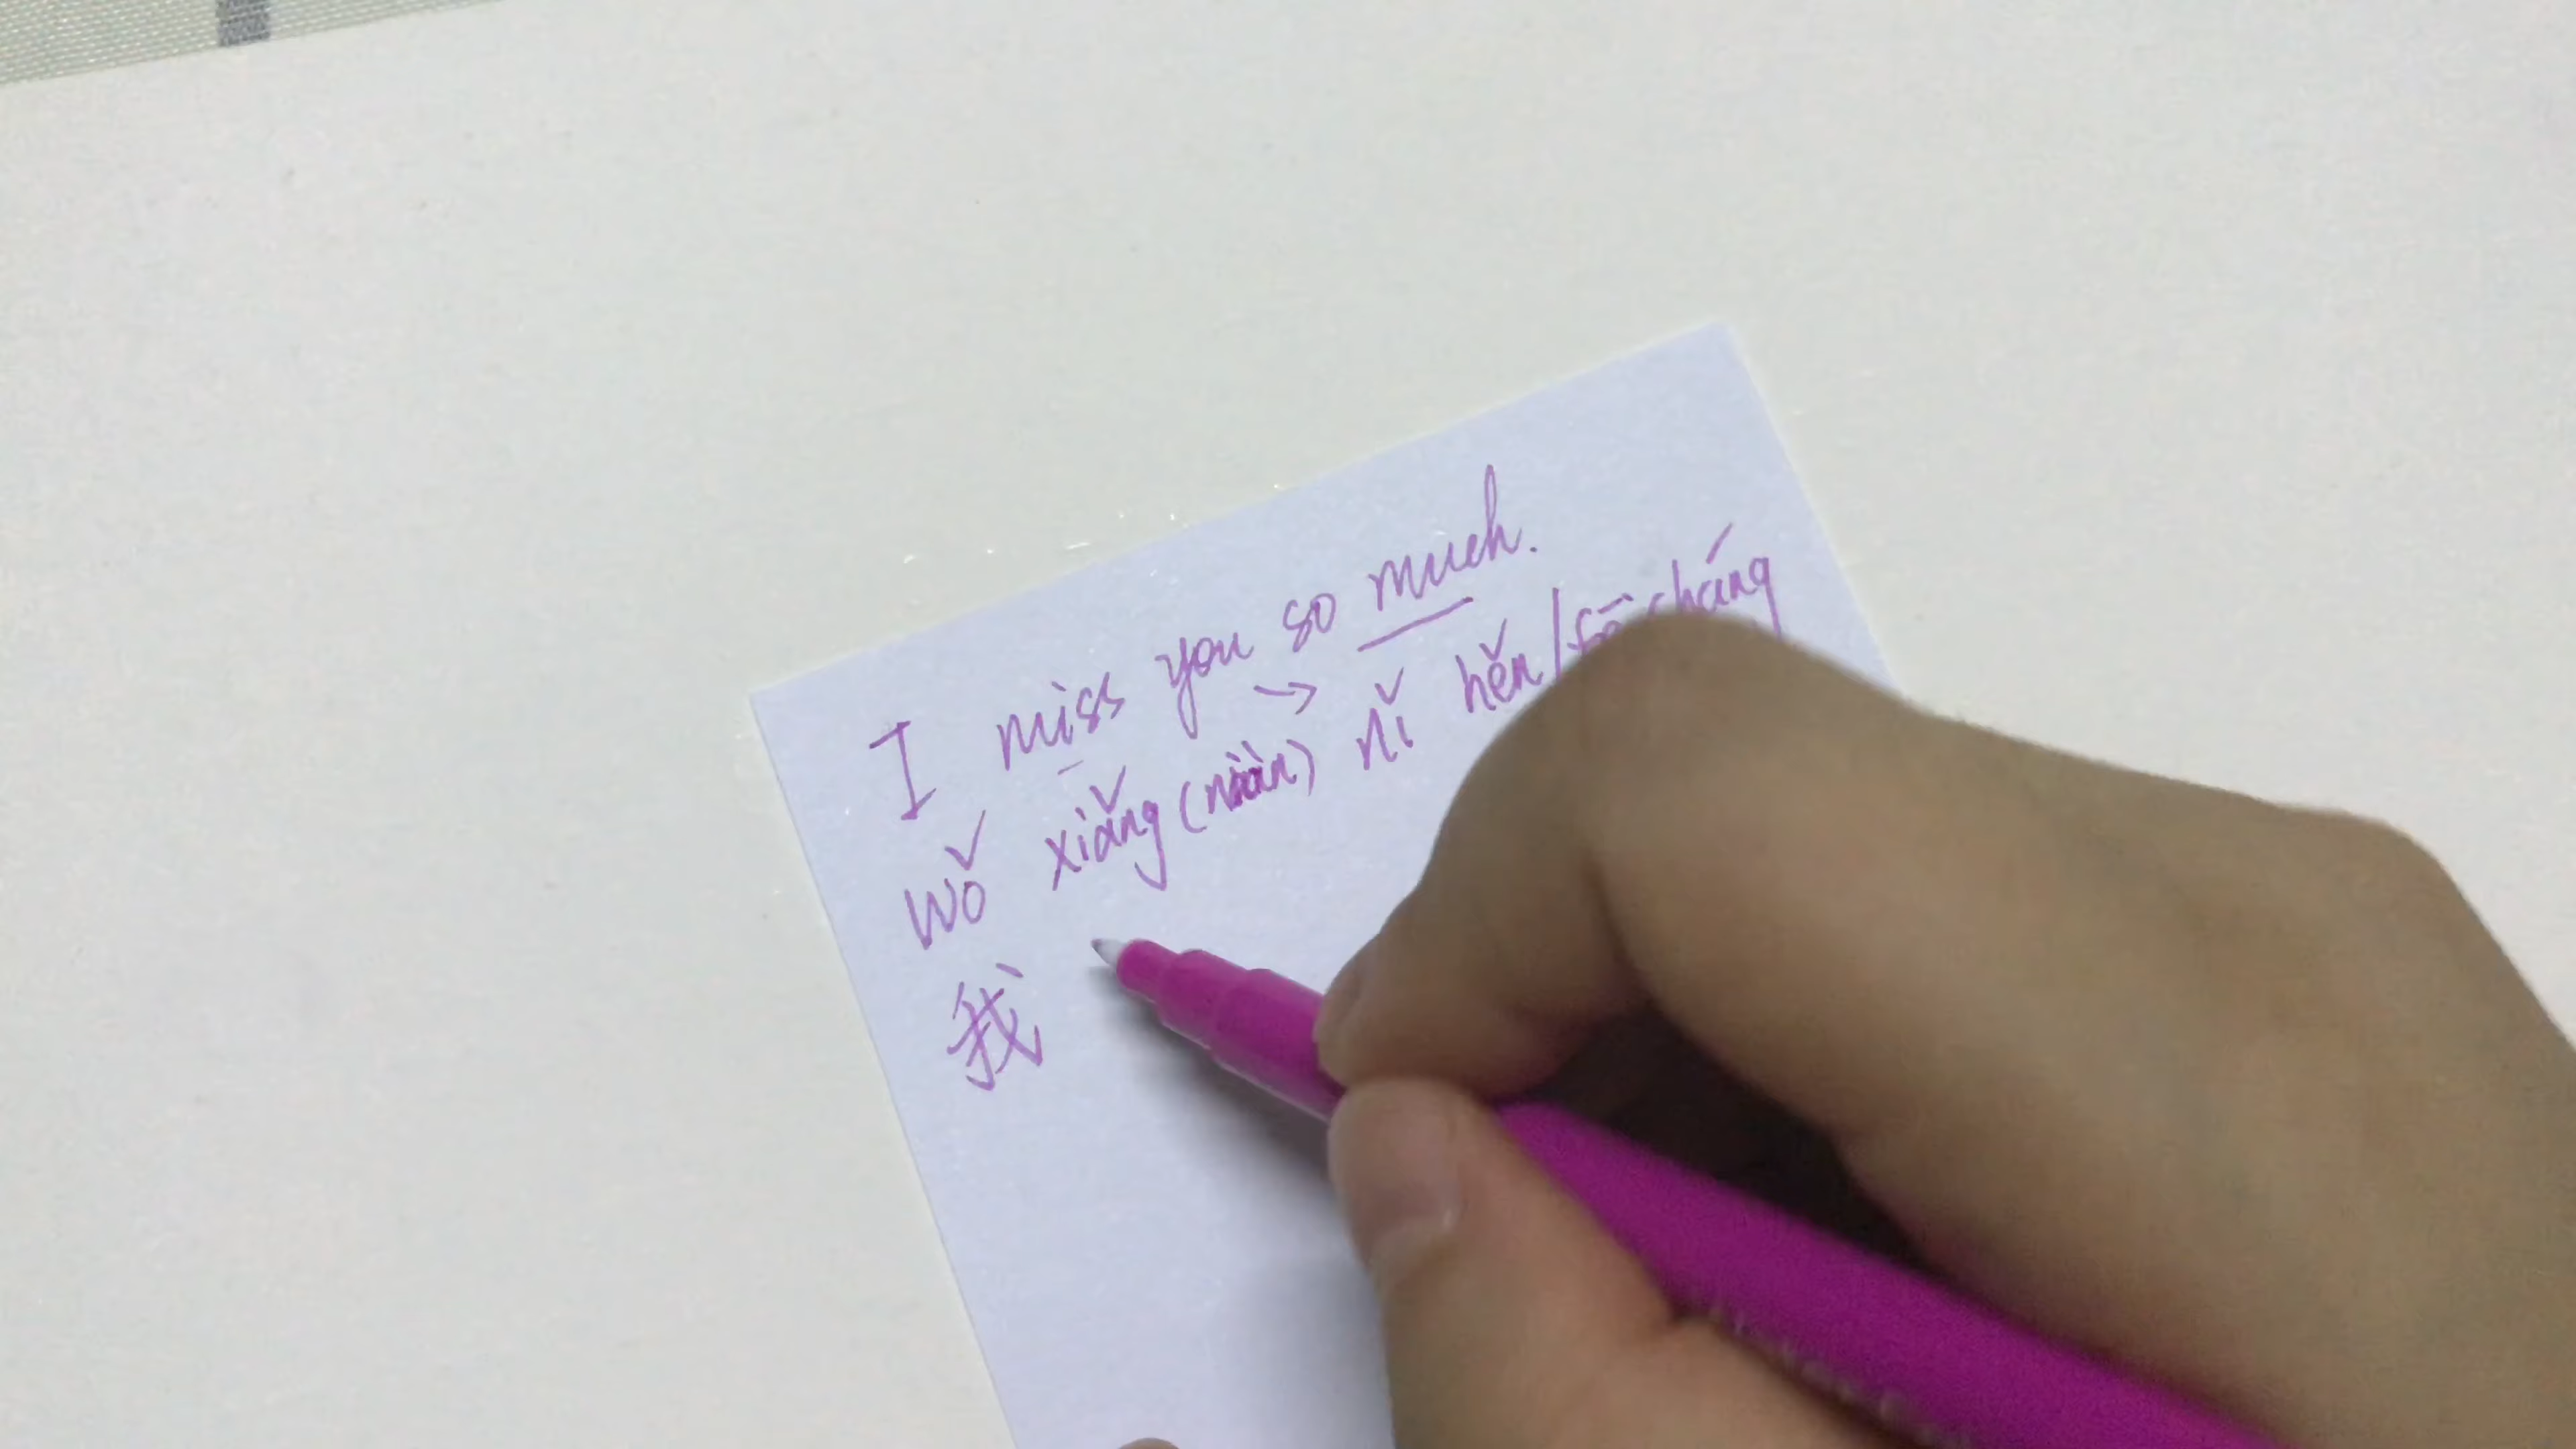 I miss you so much.
wǒ xiǎng (niàn) nǐ hěn / cháng
我